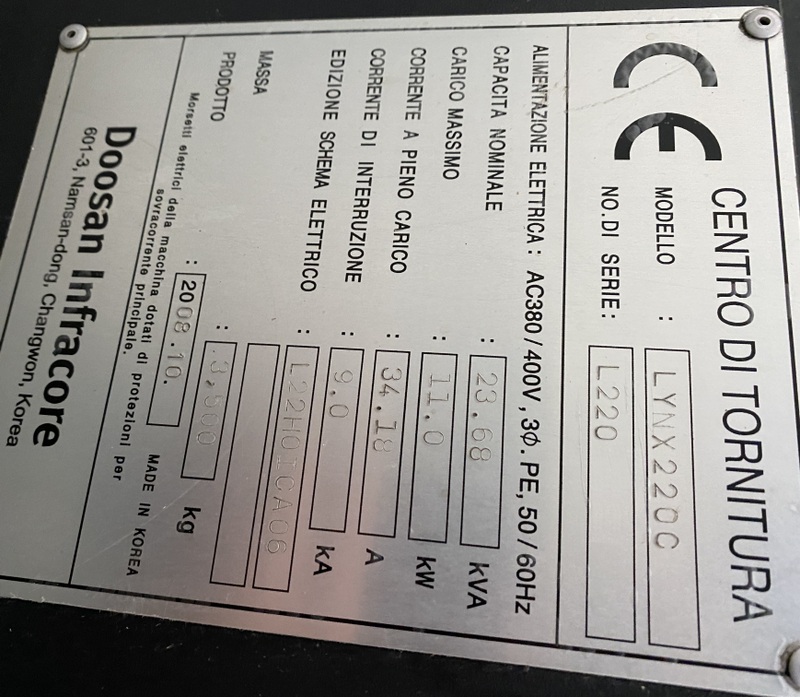 CE CENTRO DI TORNITURA
MODELLO : LYNX220C
NO.DI SERIE: L220
ALIMENTAZIONE ELETTRICA : AC380/400V, 3Ø. PE, 50/60Hz
CAPACITA NOMINALE : 23.68 kVA
CARICO MASSIMO : 11.0 kW
CORRENTE A PIENO CARICO : 34.18 A
CORRENTE DI INTERRUZIONE : 9.0 kA
EDIZIONE SCHEMA ELETTRICO : L22H0ICA06
MASSA : 3,500 kg
PRODOTTO : 2008.10.
Morsetti elettrici della macchina dotati di protezioni per
sovracorrente principale.
MADE IN KOREA
Doosan Infracore
601-3, Namsan-dong, Changwon, Korea